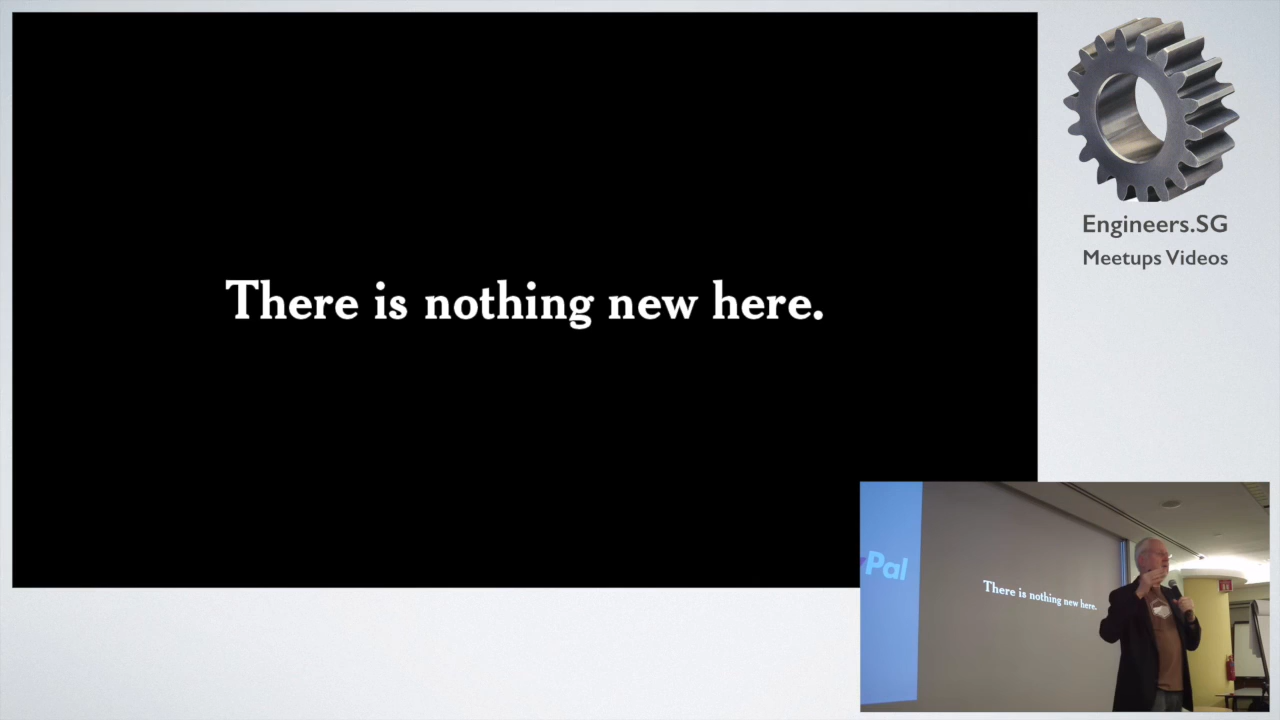 There is nothing new here.
Engineers.SG
Meetups Videos
Pal
There is nothing new here.